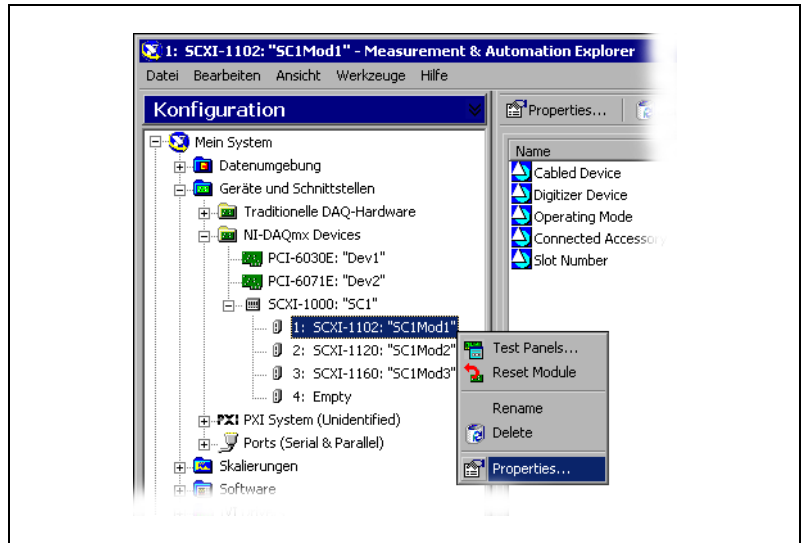 1: SCXI-1102: "SC1Mod1" - Measurement & Automation Explorer
Datei Bearbeiten Ansicht Werkzeuge Hilfe
Konfiguration
Properties...
Mein System
Datenumgebung
Geräte und Schnittstellen
Traditionelle DAQ-Hardware
NI-DAQmx Devices
PCI-6030E: "Dev1"
PCI-6071E: "Dev2"
SCXI-1000: "SC1"
1: SCXI-1102: "SC1Mod1"
2: SCXI-1120: "SC1Mod2"
3: SCXI-1160: "SC1Mod3"
4: Empty
PXI PXI System (Unidentified)
Ports (Serial & Parallel)
Skalierungen
Software
Name
Cabled Device
Digitizer Device
Operating Mode
Connected Accessory
Slot Number
Test Panels...
Reset Module
Rename
Delete
Properties...